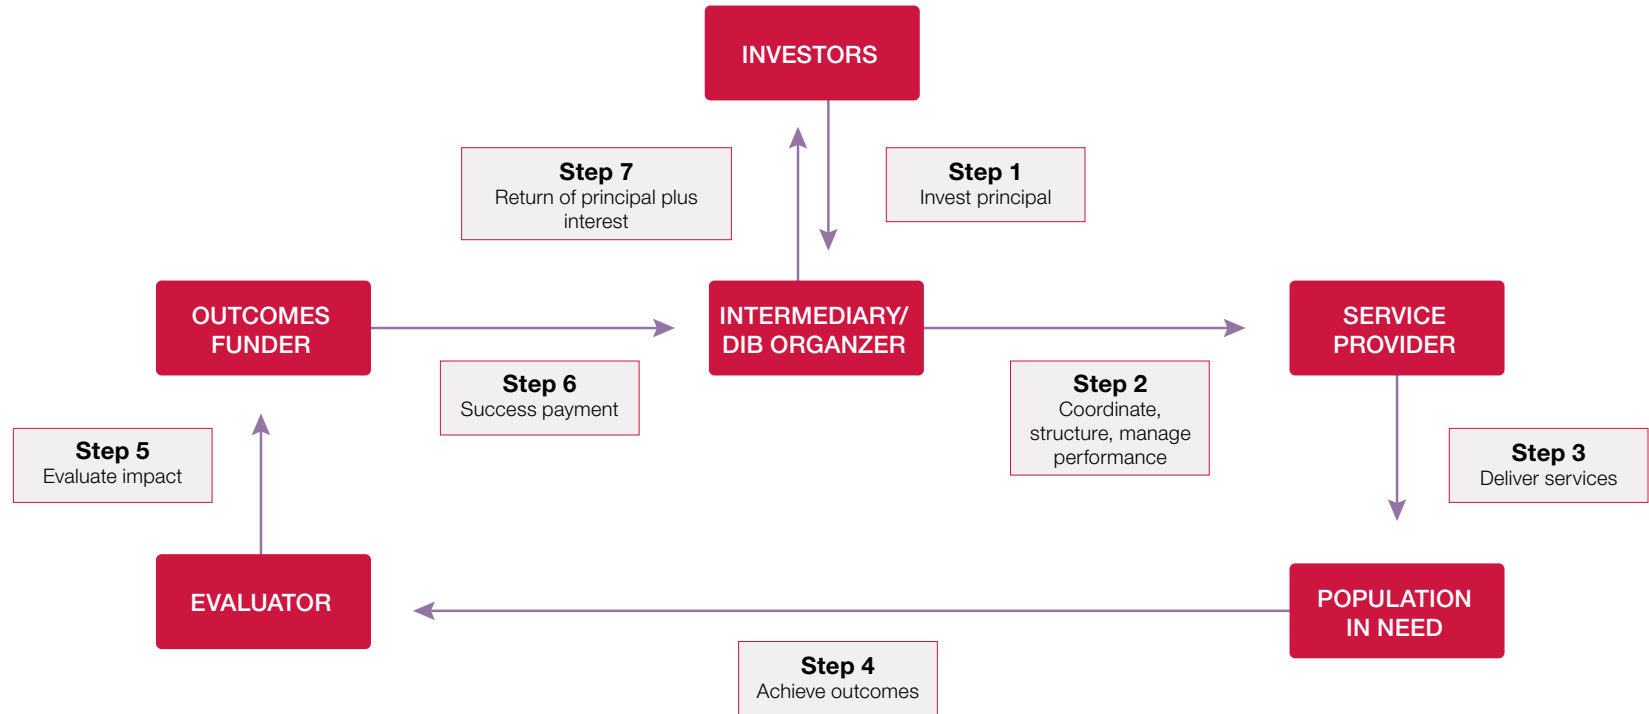 INVESTORS
Step 7
Return of principal plus
interest
Step 1
Invest principal
OUTCOMES
FUNDER
INTERMEDIARY/
DIB ORGANZER
SERVICE
PROVIDER
Step 6
Success payment
Step 2
Coordinate,
structure, manage
performance
Step 5
Evaluate impact
Step 3
Deliver services
EVALUATOR
POPULATION
IN NEED
Step 4
Achieve outcomes